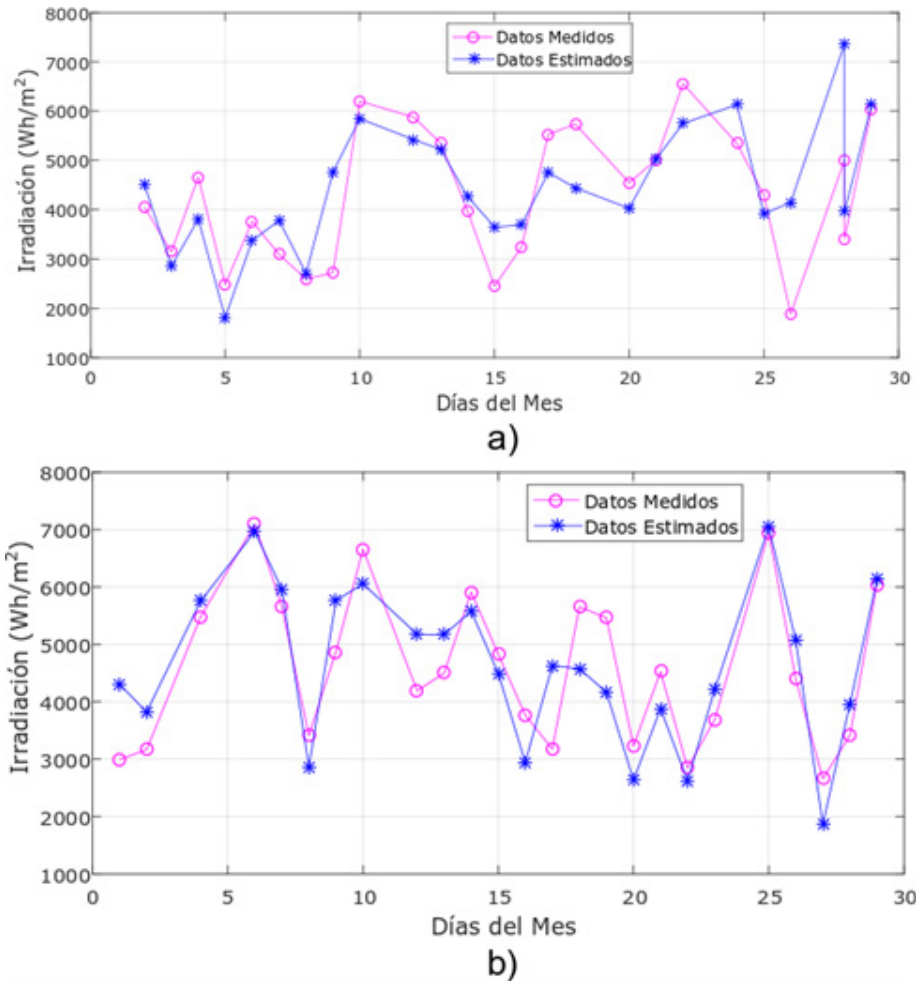 8000
7000
6000
5000
4000
3000
2000
1000
Irradiación (Wh/m²)
Datos Medidos
Datos Estimados
0 5 10 15 20 25 30
Días del Mes
a)
8000
7000
6000
5000
4000
3000
2000
1000
Irradiación (Wh/m²)
Datos Medidos
Datos Estimados
0 5 10 15 20 25 30
Días del Mes
b)